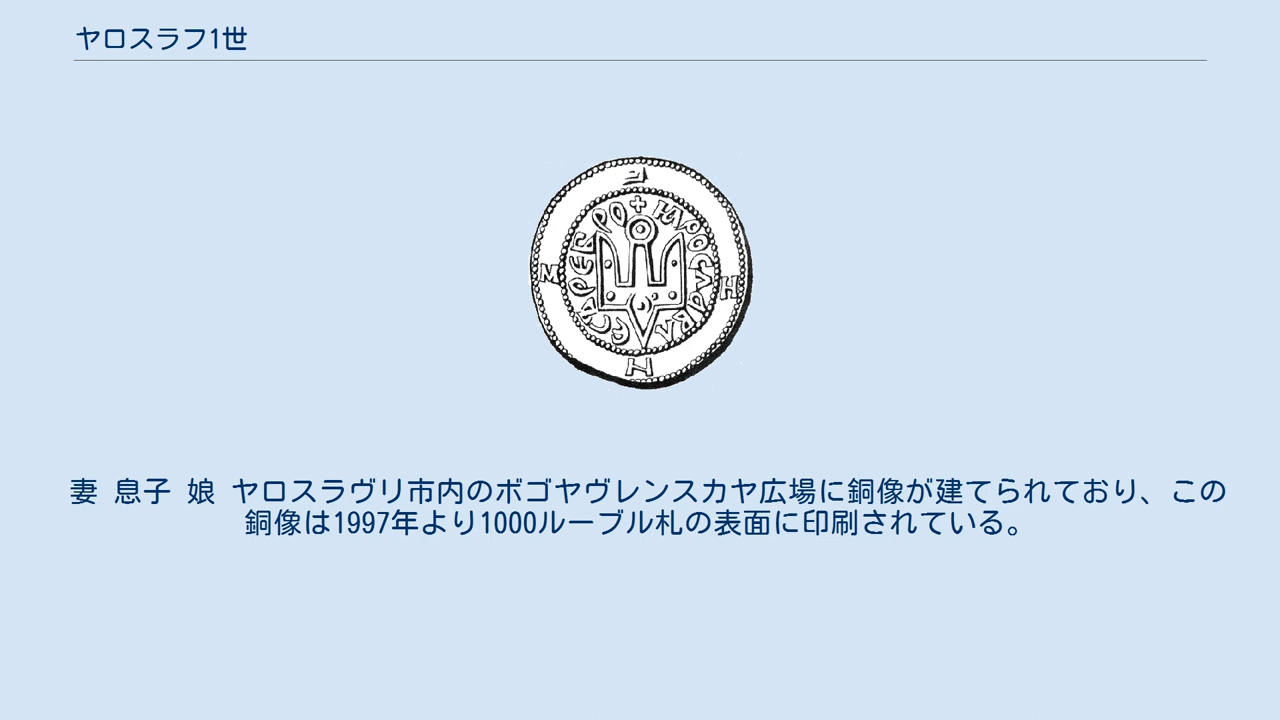 ヤロスラフ1世
妻 息子 娘 ヤロスラヴリ市内のボゴヤヴレンスカヤ広場に銅像が建てられており、この
銅像は1997年より1000ルーブル札の表面に印刷されている。